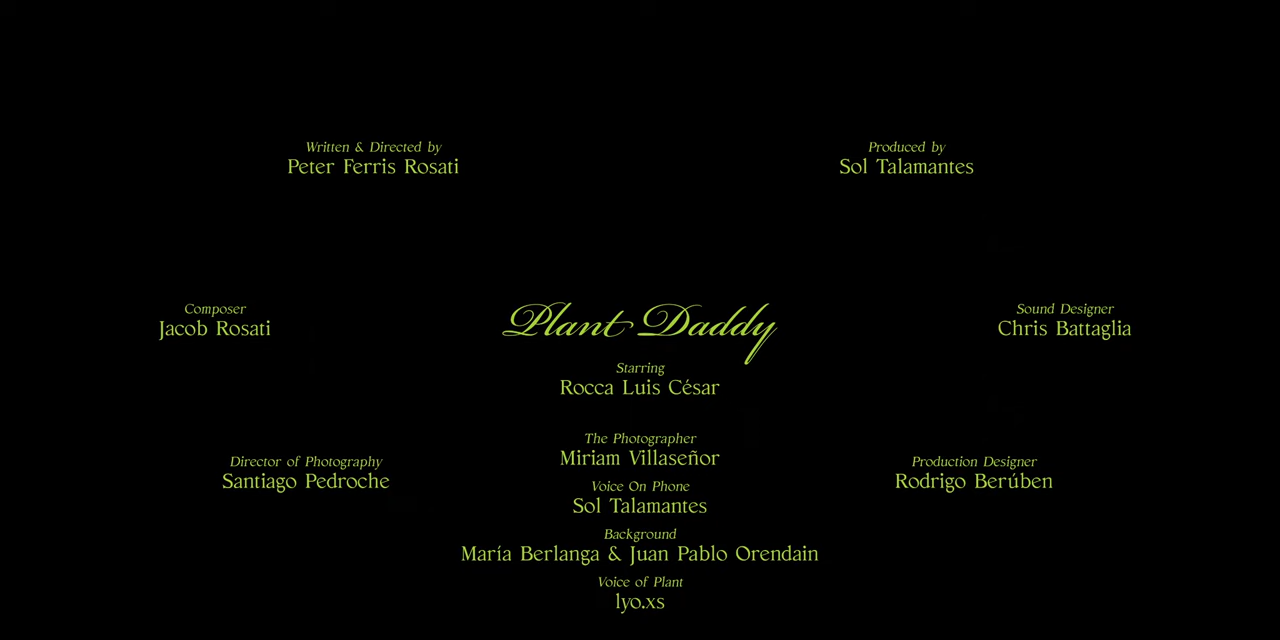 Written & Directed by
Peter Ferris Rosati
Produced by
Sol Talamantes
Composer
Jacob Rosati
Plant Daddy
Sound Designer
Chris Battaglia
Starring
Rocca Luis César
The Photographer
Miriam Villaseñor
Director of Photography
Santiago Pedroche
Production Designer
Rodrigo Berúben
Voice On Phone
Sol Talamantes
Background
María Berlanga & Juan Pablo Orendain
Voice of Plant
lyo.xs